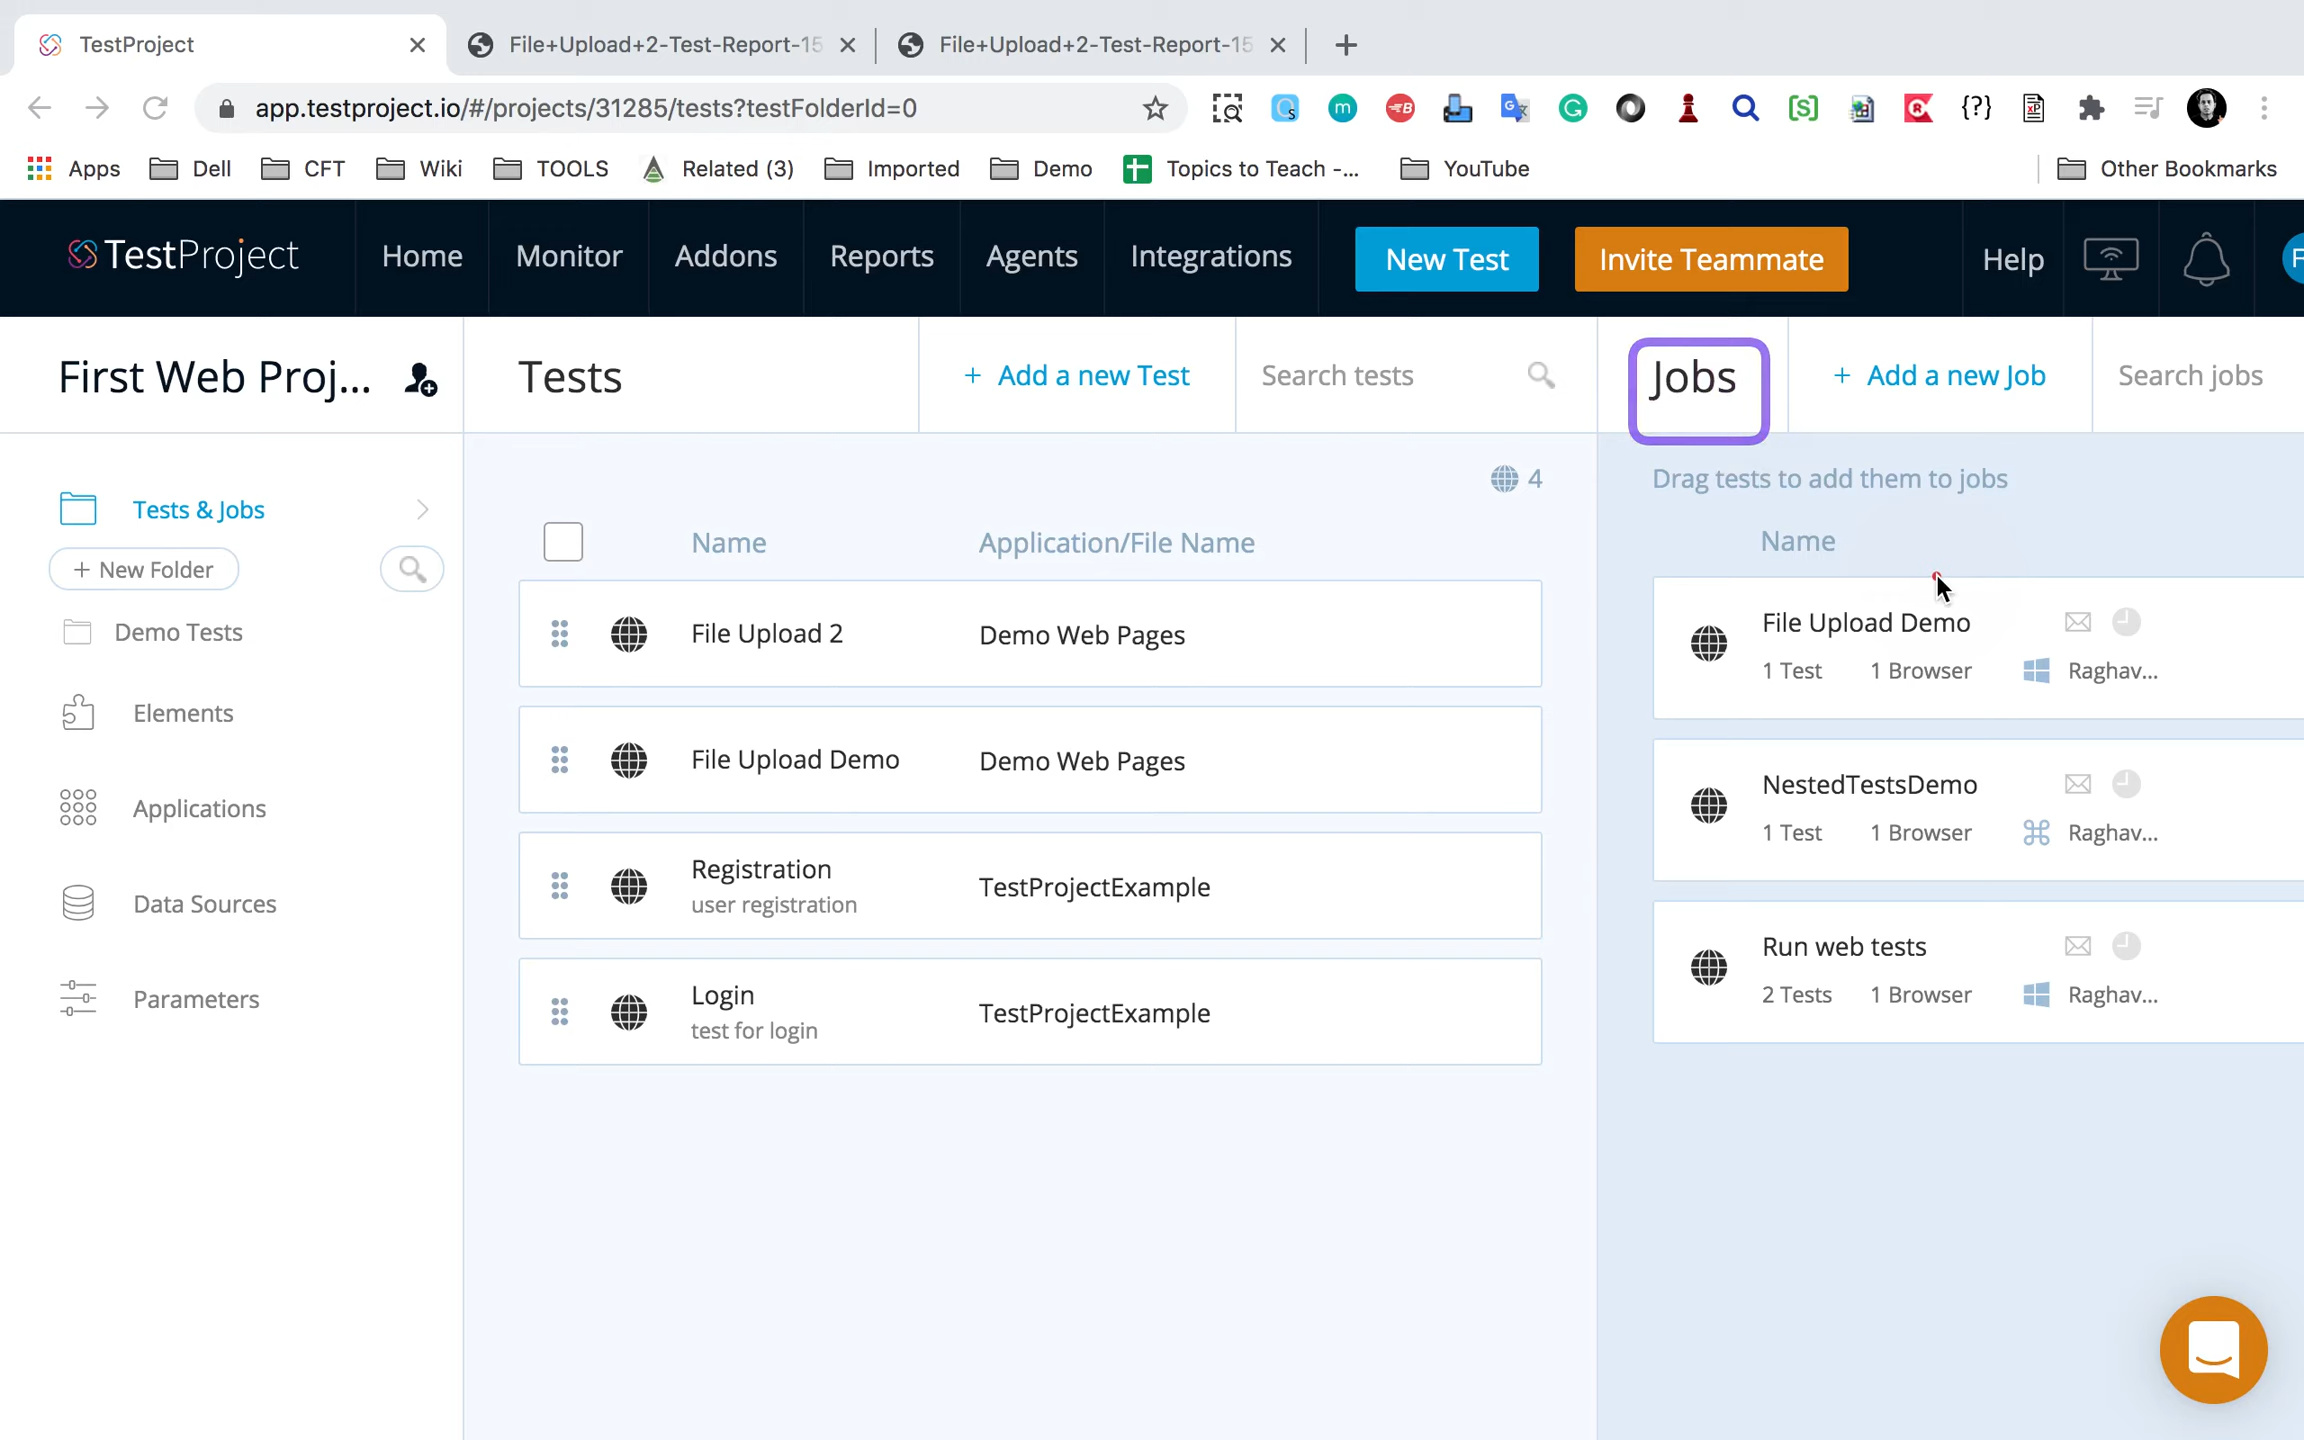 TestProject
File+Upload+2-Test-Report-15
File+Upload+2-Test-Report-15
app.testproject.io/#/projects/31285/tests?testFolderId=0
Apps
Dell
CFT
Wiki
TOOLS
Related (3)
Imported
Demo
Topics to Teach -...
YouTube
Other Bookmarks
TestProject
Home
Monitor
Addons
Reports
Agents
Integrations
New Test
Invite Teammate
Help
F
First Web Proj...
Tests
+ Add a new Test
Search tests
Jobs
+ Add a new Job
Search jobs
Tests & Jobs
+ New Folder
Demo Tests
Elements
Applications
Data Sources
Parameters
4
Name
Application/File Name
File Upload 2
Demo Web Pages
File Upload Demo
Demo Web Pages
Registration
user registration
TestProjectExample
Login
test for login
TestProjectExample
Drag tests to add them to jobs
Name
File Upload Demo
1 Test
1 Browser
Raghav...
NestedTestsDemo
1 Test
1 Browser
Raghav...
Run web tests
2 Tests
1 Browser
Raghav...